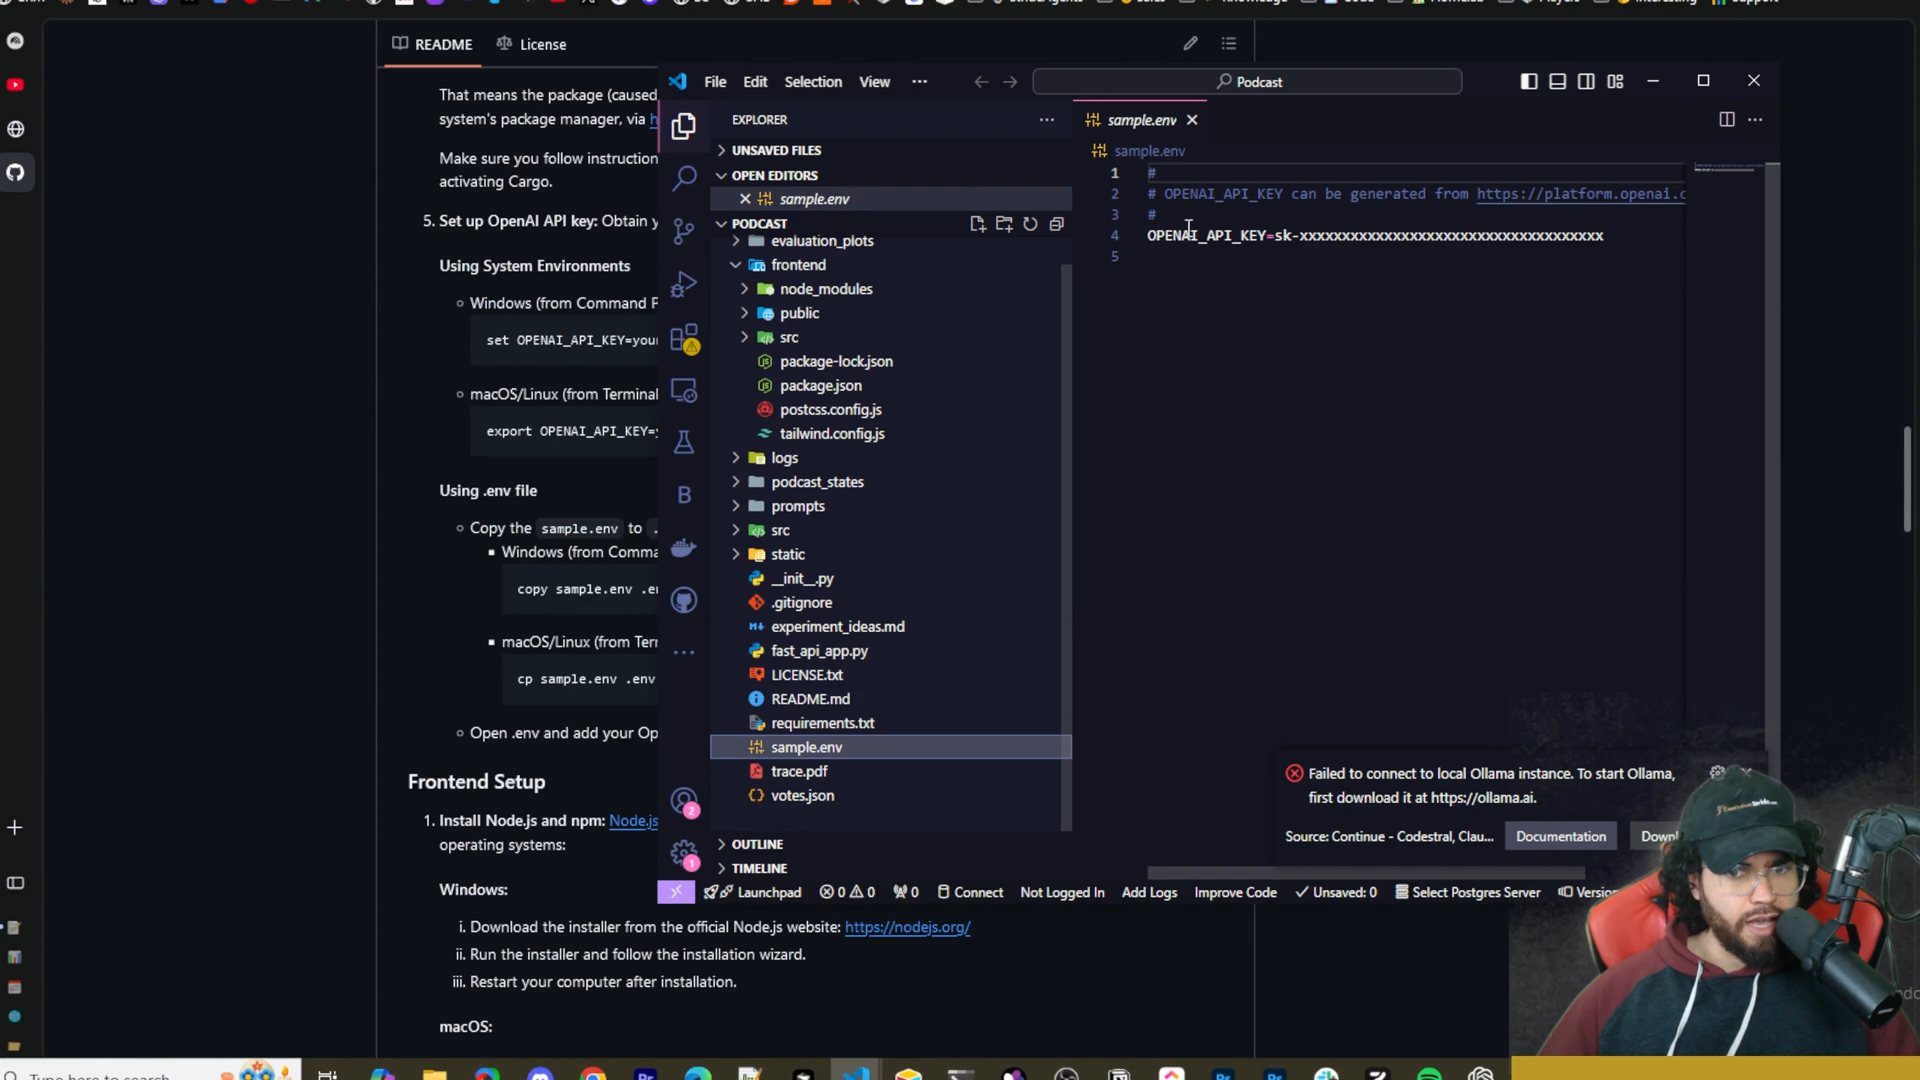 README
License
That means the package (caused
system's package manager, via
Make sure you follow instruction
activating Cargo.
5. Set up OpenAI API key: Obtain y
Using System Environments
Windows (from Command P
set OPENAI_API_KEY=your
macOS/Linux (from Terminal
export OPENAI_API_KEY=
Using .env file
Copy the sample.env to .
Windows (from Comma
copy sample.env .e
macOS/Linux (from Terr
cp sample.env .env
Open .env and add your Op
Frontend Setup
1. Install Node.js and npm: Node.js
operating systems:
Windows:
i. Download the installer from the official Node.js website: https://nodejs.org/
ii. Run the installer and follow the installation wizard.
iii. Restart your computer after installation.
macOS:
File Edit Selection View ...
Podcast
EXPLORER
UNSAVED FILES
OPEN EDITORS
sample.env
PODCAST
evaluation_plots
frontend
node_modules
public
src
package-lock.json
package.json
postcss.config.js
tailwind.config.js
logs
podcast_states
prompts
src
static
__init__.py
.gitignore
experiment_ideas.md
fast_api_app.py
LICENSE.txt
README.md
requirements.txt
sample.env
trace.pdf
votes.json
OUTLINE
TIMELINE
sample.env
sample.env
1 #
2 # OPENAI_API_KEY can be generated from https://platform.openai.c
3 #
4 OPENAI_API_KEY=sk-xxxxxxxxxxxxxxxxxxxxxxxxxxxxxxxxxxxx
5
Failed to connect to local Ollama instance. To start Ollama,
first download it at https://ollama.ai.
Source: Continue - Codestral, Clau...
Documentation
Downl
Launchpad 0 0 0 Connect Not Logged In Add Logs Improve Code Unsaved: 0 Select Postgres Server Versio
Type here to search